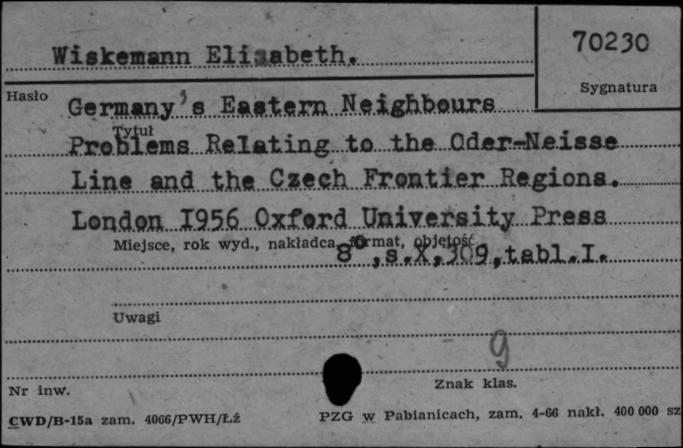 70230
Wiskemann Elisabeth.
Sygnatura
Hasło
Germany's Eastern Neighbours
Tytuł
Problems Relating to the Oder-Neisse
Line and the Czech Frontier Regions.
London I956 Oxford University Press
Miejsce, rok wyd., nakładca, format, objętość
8°,s.X,309,tabl.I.
Uwagi
9
Nr inw.
Znak klas.
CWD/B-15a zam. 4066/PWH/Łż
PZG w Pabianicach, zam. 4-66 nakł. 400 000 sz